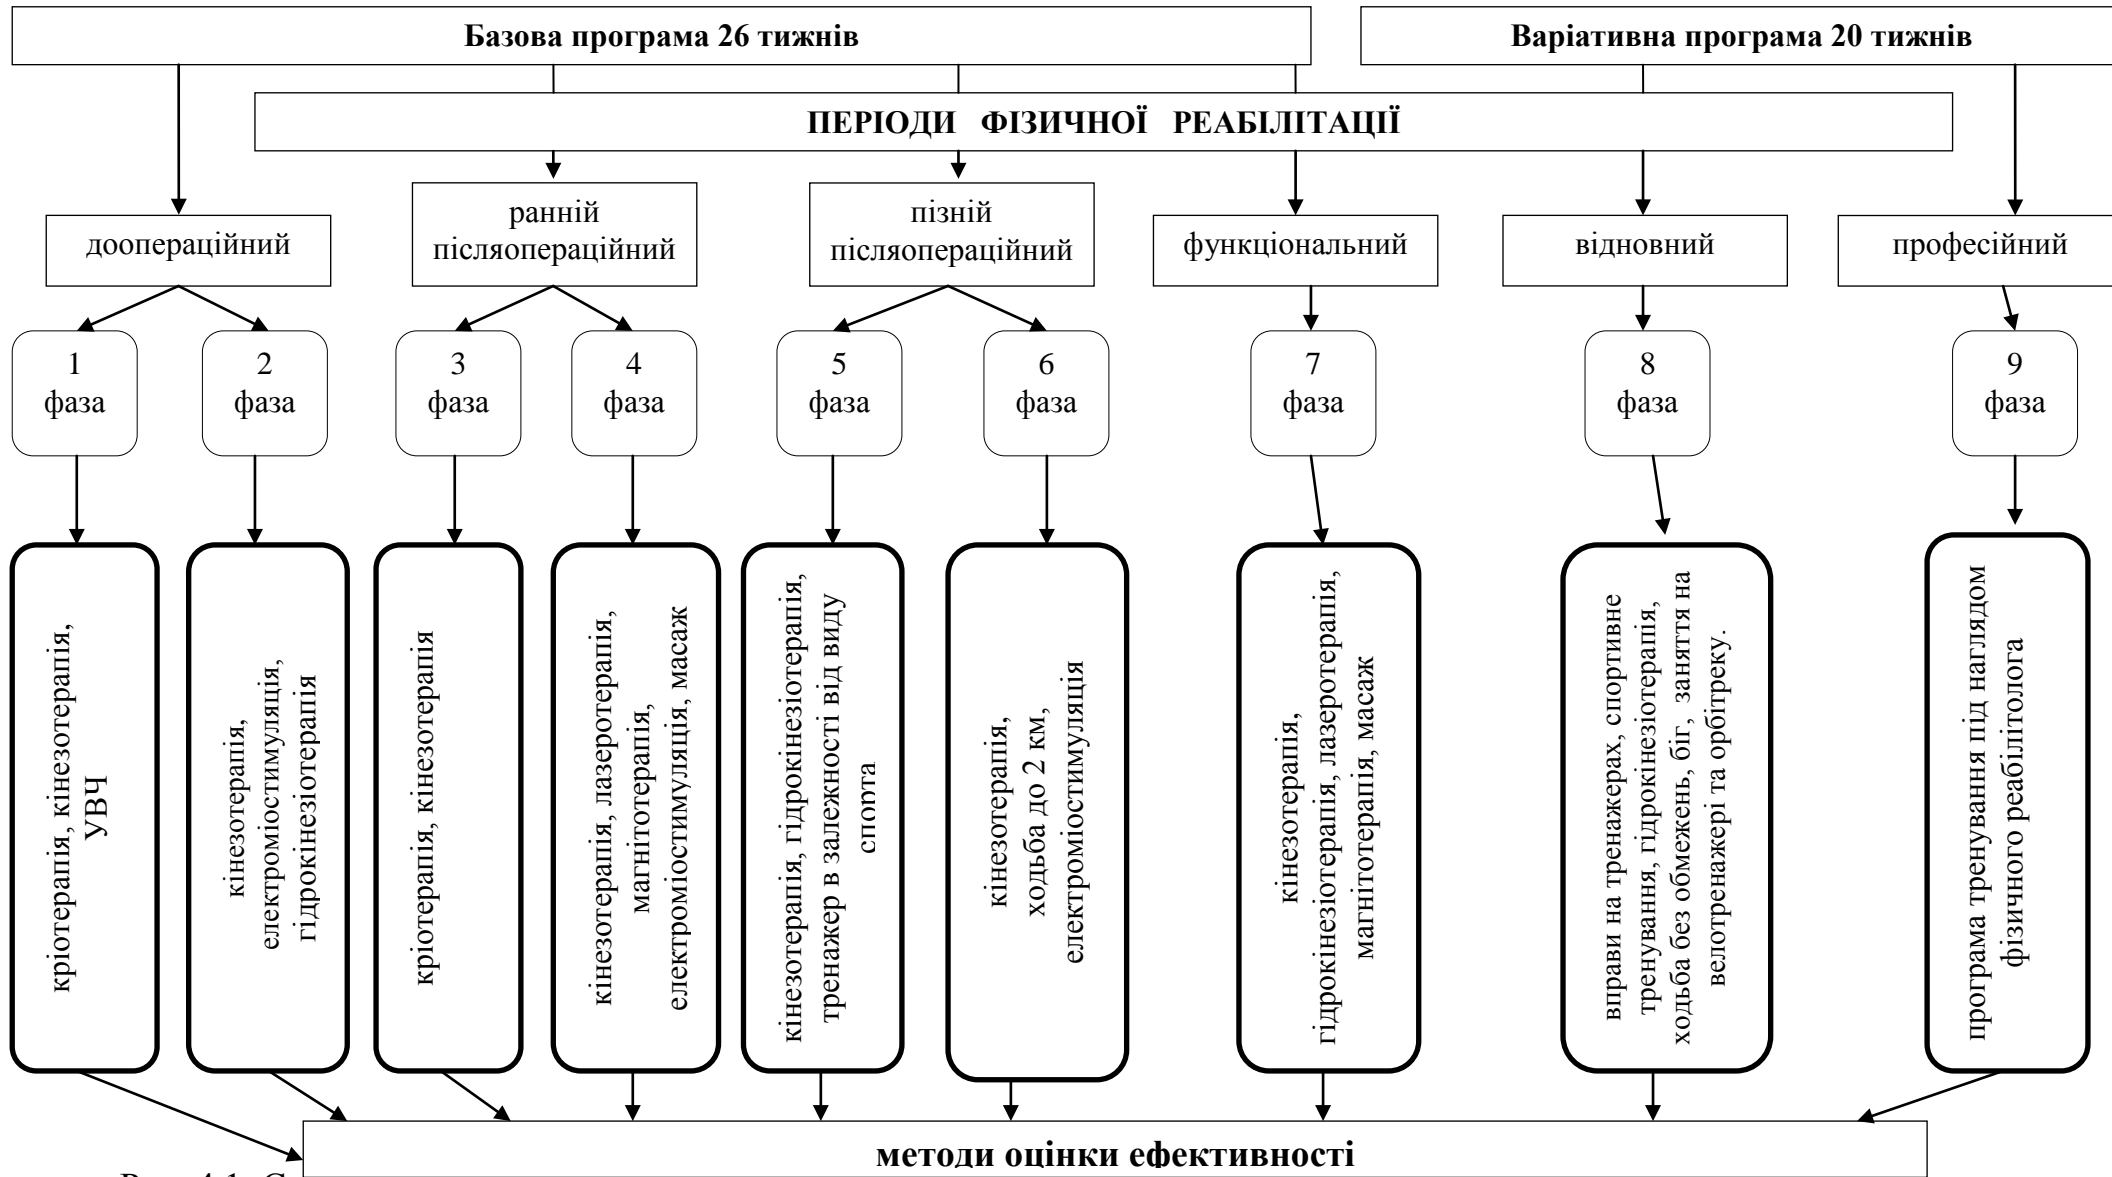 Базова програма 26 тижнів
Варіативна програма 20 тижнів
ПЕРІОДИ ФІЗИЧНОЇ РЕАБІЛІТАЦІЇ
доопераційний
ранній
післяопераційний
пізній
післяопераційний
функціональний
відновний
професійний
1
фаза
2
фаза
3
фаза
4
фаза
5
фаза
6
фаза
7
фаза
8
фаза
9
фаза
кріотерапія, кінезотерапія,
УВЧ
кінезотерапія,
електроміостимуляція,
гідрокінезіотерапія
кріотерапія, кінезотерапія
кінезотерапія, лазеротерапія,
магнітотерапія,
електроміостимуляція, масаж
кінезотерапія, гідрокінезіотерапія,
тренажер в залежності від виду
спорта
кінезотерапія,
ходьба до 2 км,
електроміостимуляція
кінезотерапія,
гідрокінезіотерапія, лазеротерапія,
магнітотерапія, масаж
вправи на тренажерах, спортивне
тренування, гідрокінезіотерапія,
ходьба без обмежень, біг, заняття на
велотренажері та орбітреку.
програма тренування під наглядом
фізичного реабілітолога
методи оцінки ефективності